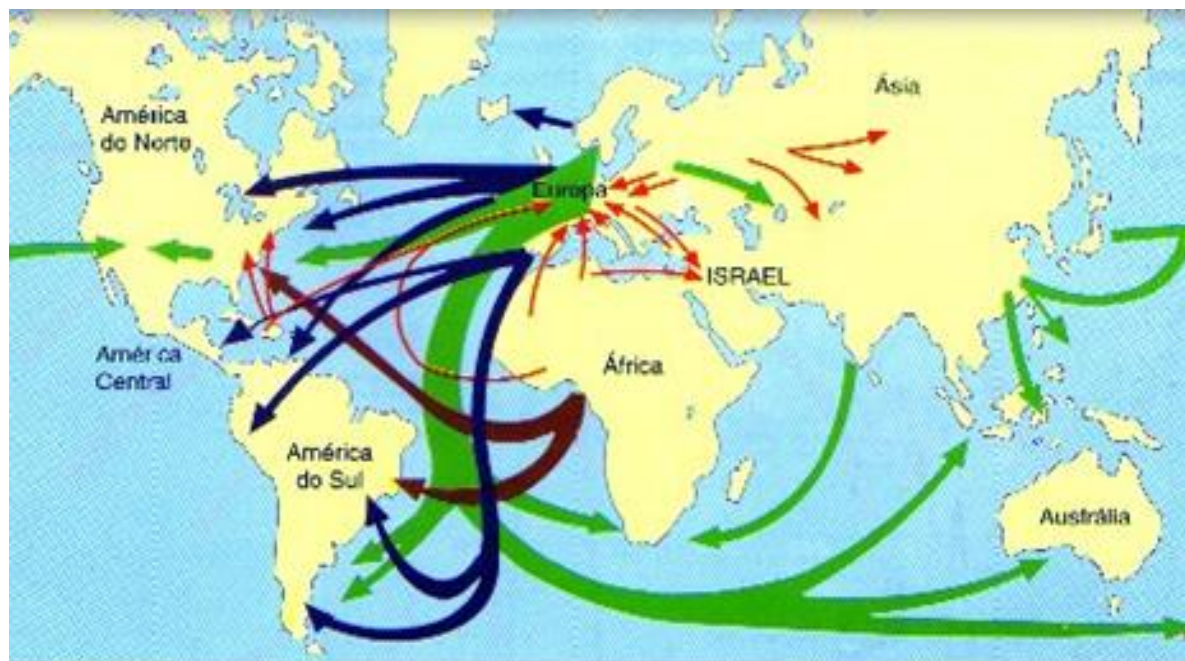 América
do Norte
Ásia
Europa
ISRAEL
América
Central
África
América
do Sul
Austrália